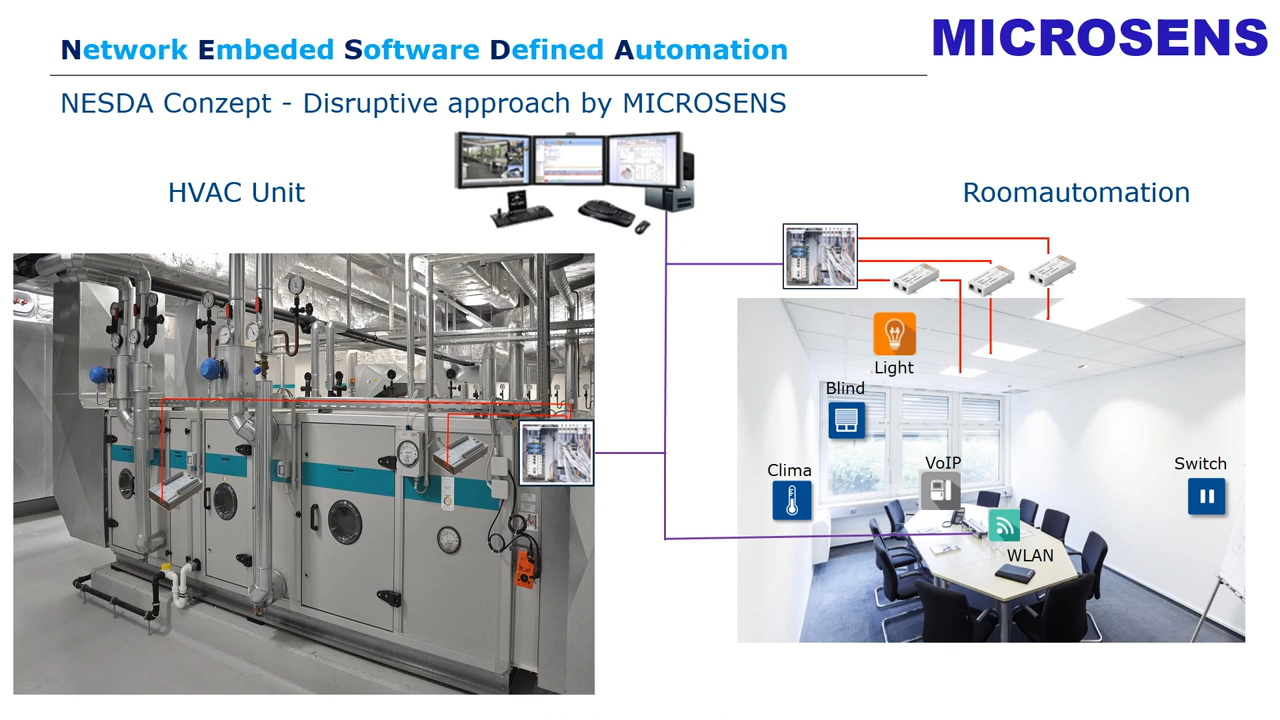 Network Embeded Software Defined Automation
MICROSENS
NESDA Conzept - Disruptive approach by MICROSENS
HVAC Unit
Roomautomation
Light
Blind
VoIP
Clima
Switch
WLAN